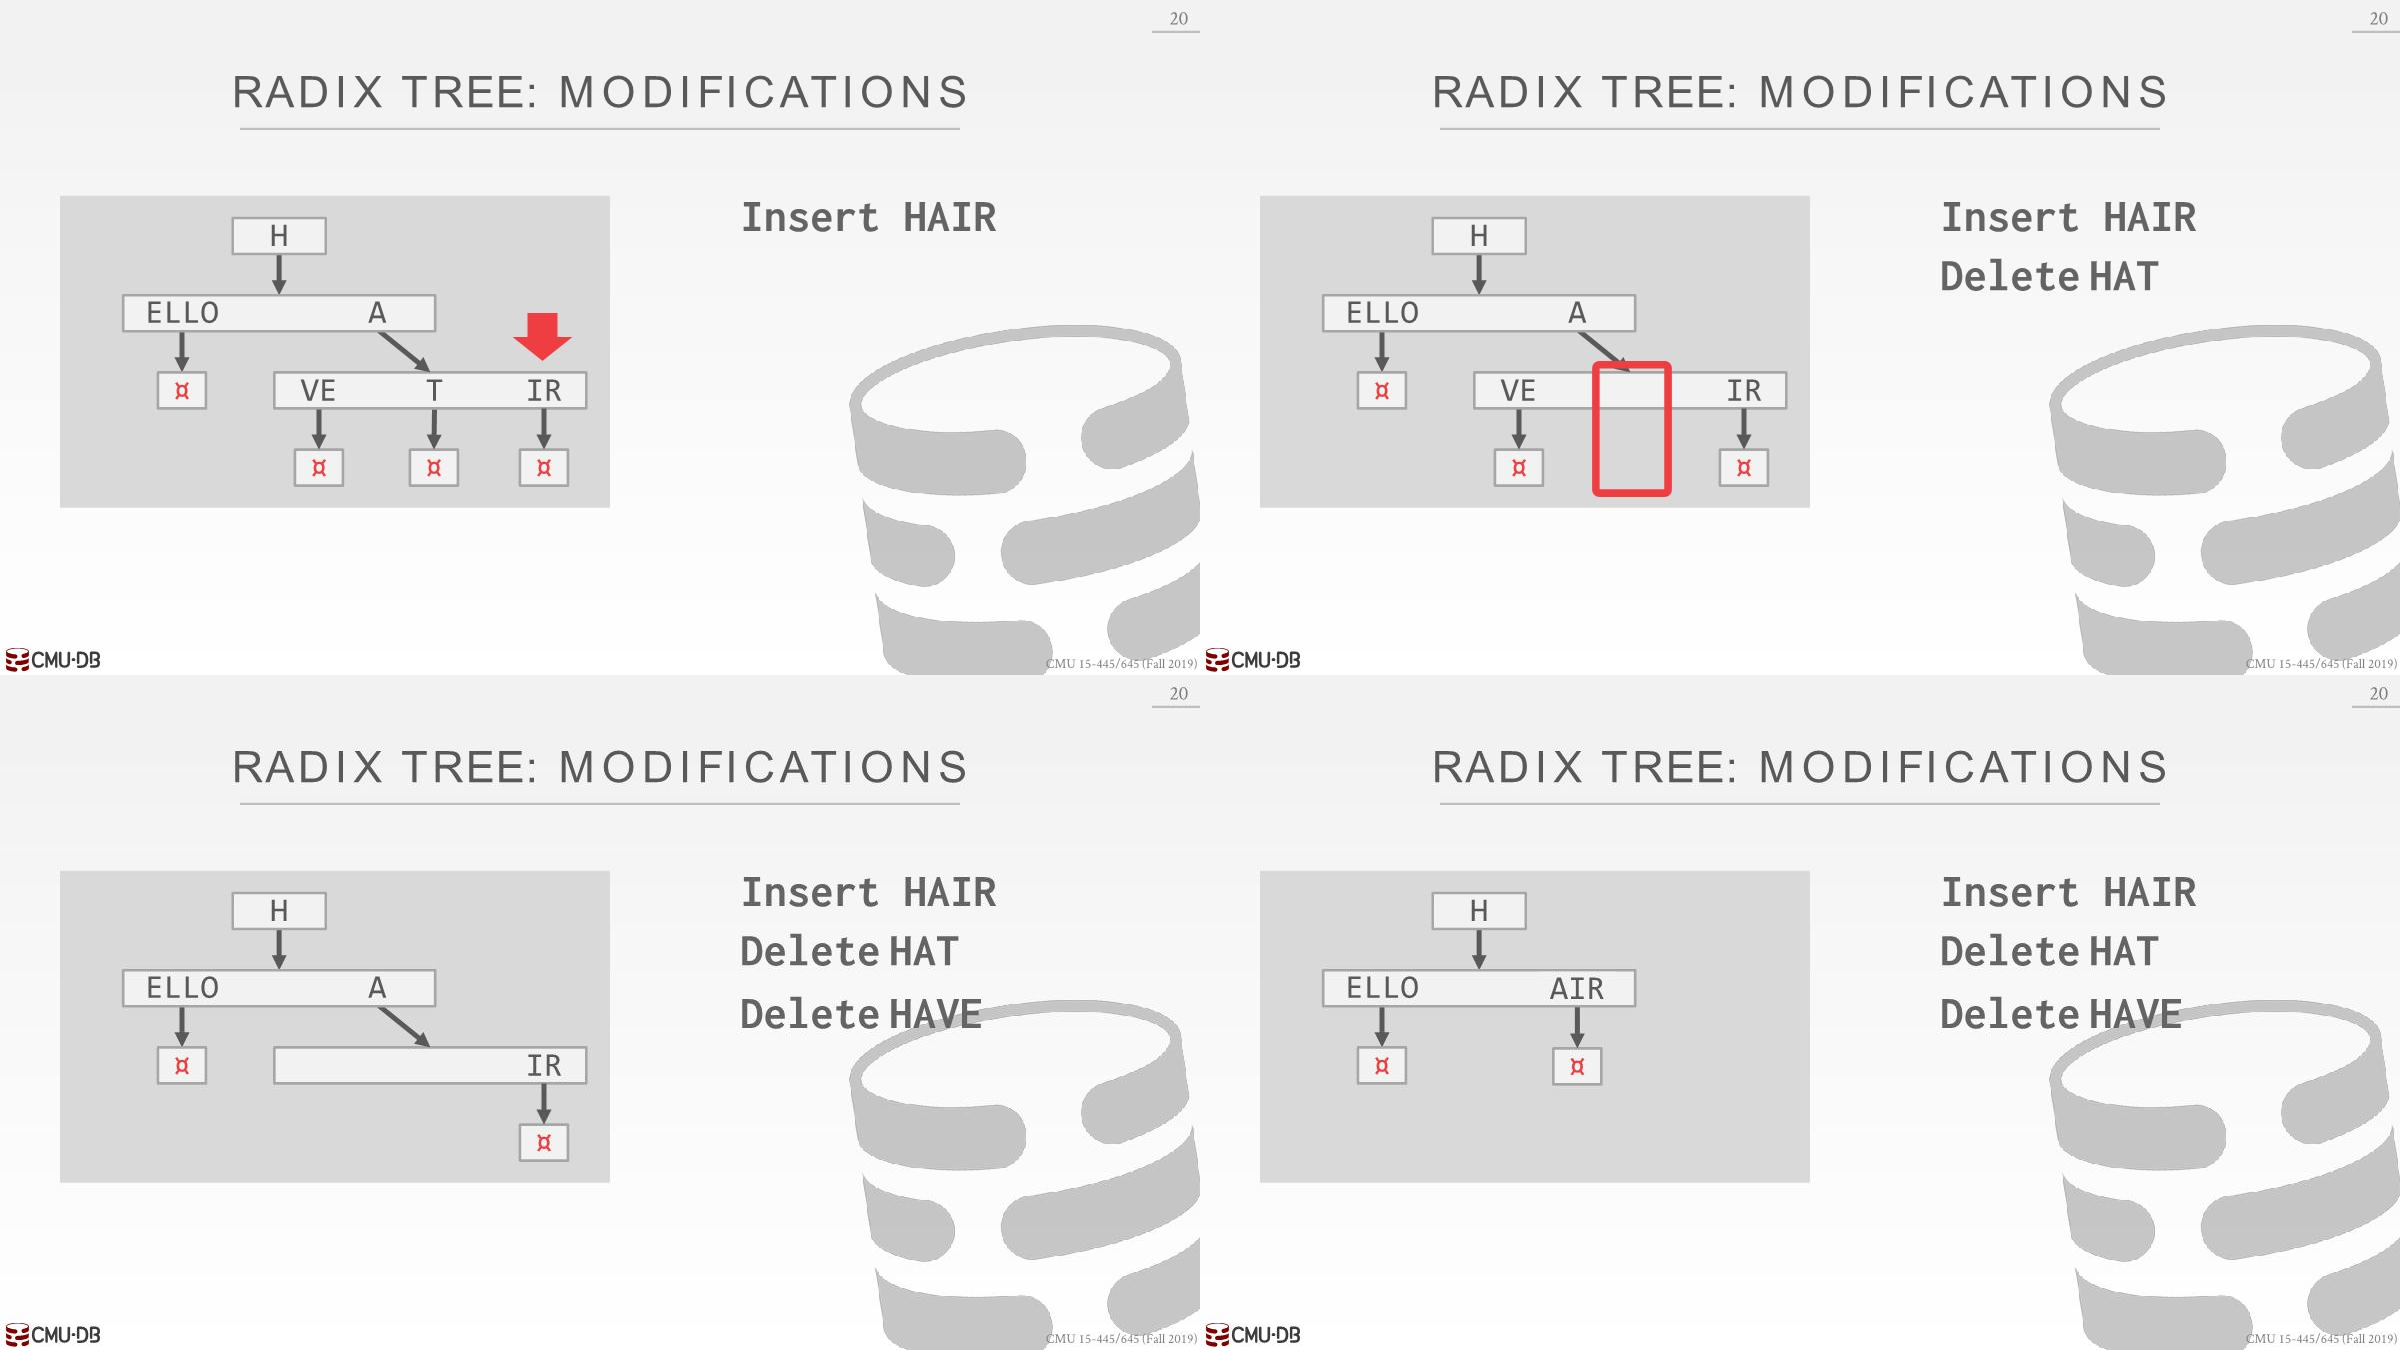 20
RADIX TREE: MODIFICATIONS
Insert HAIR
H
ELLO A
¤ VE T IR
¤ ¤ ¤
CMU·DB
CMU 15-445/645 (Fall 2019)
20
RADIX TREE: MODIFICATIONS
Insert HAIR
Delete HAT
H
ELLO A
¤ VE IR
¤ ¤
CMU·DB
CMU 15-445/645 (Fall 2019)
20
RADIX TREE: MODIFICATIONS
Insert HAIR
Delete HAT
Delete HAVE
H
ELLO A
¤ IR
¤
CMU·DB
CMU 15-445/645 (Fall 2019)
20
RADIX TREE: MODIFICATIONS
Insert HAIR
Delete HAT
Delete HAVE
H
ELLO AIR
¤ ¤
CMU·DB
CMU 15-445/645 (Fall 2019)